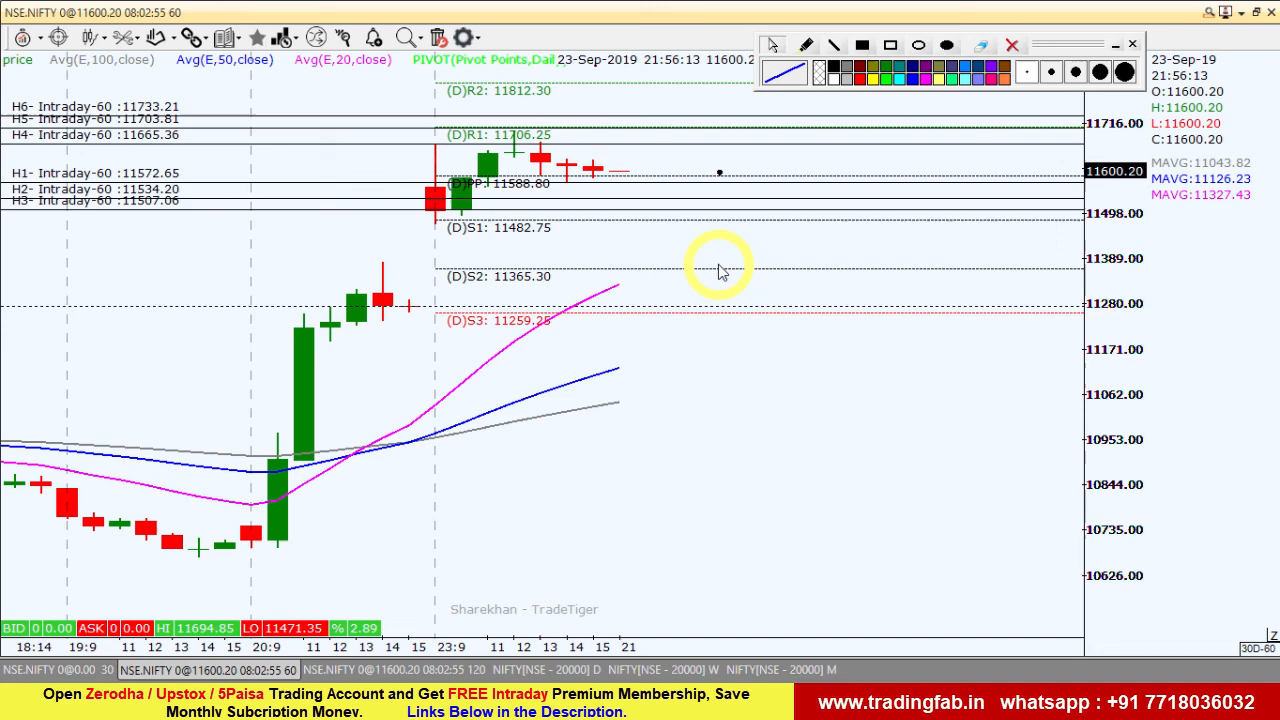 NSE.NIFTY 0@11600.20 08:02:55 60
price Avg(E,100,close) Avg(E,50,close) Avg(E,20,close) PIVOT(Pivot Points,Dail 23-Sep-2019 21:56:13 11600.2
23-Sep-19
21:56:13
O:11600.20
H:11600.20
L:11600.20
C:11600.20
MAVG:11043.82
MAVG:11126.23
MAVG:11327.43
(D)R2: 11812.30
H6- Intraday-60 :11733.21
H5- Intraday-60 :11703.81
H4- Intraday-60 :11665.36
(D)R1: 11706.25
H1- Intraday-60 :11572.65
H2- Intraday-60 :11534.20
H3- Intraday-60 :11507.06
(D)PP: 11588.80
(D)S1: 11482.75
(D)S2: 11365.30
(D)S3: 11259.25
11716.00
11600.20
11498.00
11389.00
11280.00
11171.00
11062.00
10953.00
10844.00
10735.00
10626.00
Sharekhan - TradeTiger
BID 0 0.00 ASK 0 0.00 HI 11694.85 LO 11471.35 % 2.89
18:14 19:9 11 12 13 14 15 20:9 11 12 13 14 15 23:9 11 12 13 14 15 21
Z
30D-60
NSE.NIFTY 0@0.00 30 NSE.NIFTY 0@11600.20 08:02:55 60 NSE.NIFTY 0@11600.20 08:02:55 120 NIFTY[NSE - 20000] D NIFTY[NSE - 20000] W NIFTY[NSE - 20000] M
Open Zerodha / Upstox / 5Paisa Trading Account and Get FREE Intraday Premium Membership, Save
Monthly Subcription Money. Links Below in the Description.
www.tradingfab.in whatsapp : +91 7718036032